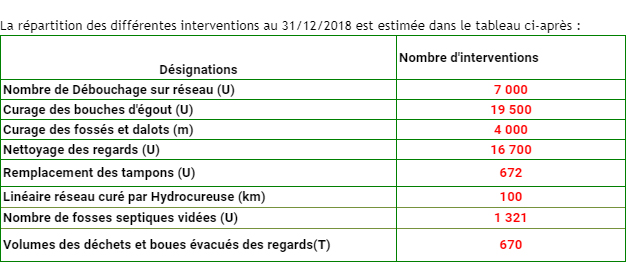 La répartition des différentes interventions au 31/12/2018 est estimée dans le tableau ci-après :
Désignations Nombre d'interventions
Nombre de Débouchage sur réseau (U) 7 000
Curage des bouches d'égout (U) 19 500
Curage des fossés et dalots (m) 4 000
Nettoyage des regards (U) 16 700
Remplacement des tampons (U) 672
Linéaire réseau curé par Hydrocureuse (km) 100
Nombre de fosses septiques vidées (U) 1 321
Volumes des déchets et boues évacués des regards(T) 670